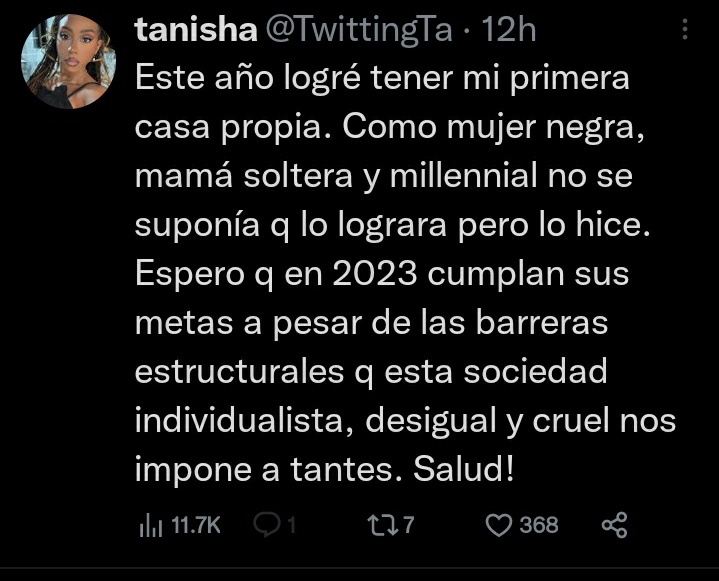 tanisha @TwittingTa · 12h
Este año logré tener mi primera
casa propia. Como mujer negra,
mamá soltera y millennial no se
suponía q lo lograra pero lo hice.
Espero q en 2023 cumplan sus
metas a pesar de las barreras
estructurales q esta sociedad
individualista, desigual y cruel nos
impone a tantes. Salud!
11.7K 1 7 368